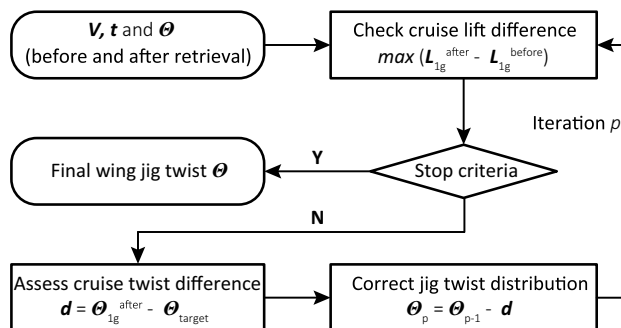 V, t and Θ
(before and after retrieval)
Check cruise lift difference
max (L1g^after - L1g^before)
Iteration p
Final wing jig twist Θ
Y
Stop criteria
N
Assess cruise twist difference
d = Θ1g^after - Θtarget
Correct jig twist distribution
Θp = Θp-1 - d